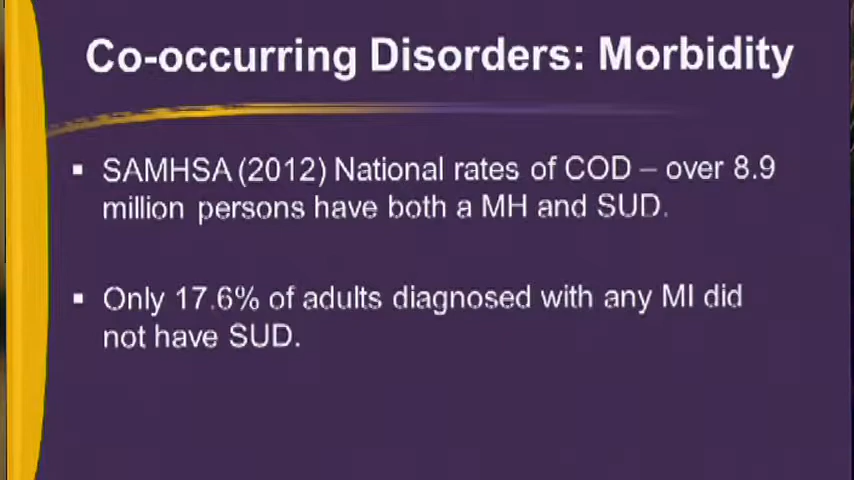 Co-occurring Disorders: Morbidity
▪ SAMHSA (2012) National rates of COD – over 8.9
million persons have both a MH and SUD.
▪ Only 17.6% of adults diagnosed with any MI did
not have SUD.